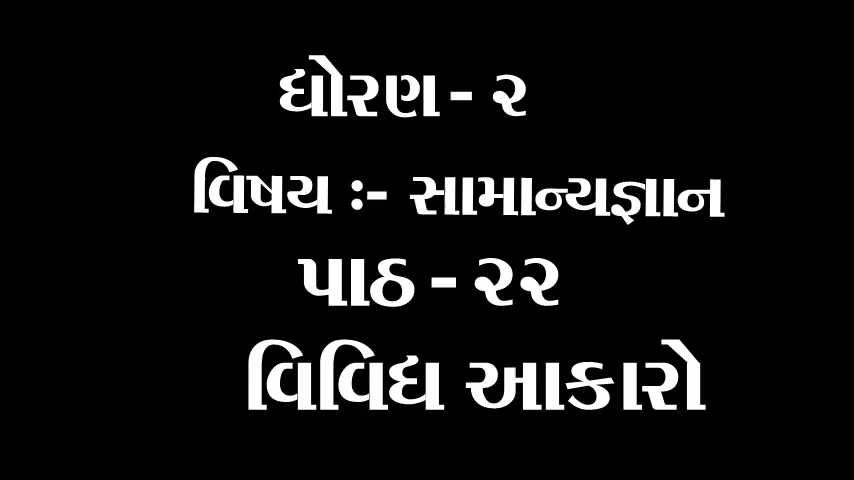 ધોરણ - ૨
વિષય :- સામાન્યજ્ઞાન
પાઠ - ૨૨
વિવિધ આકારો